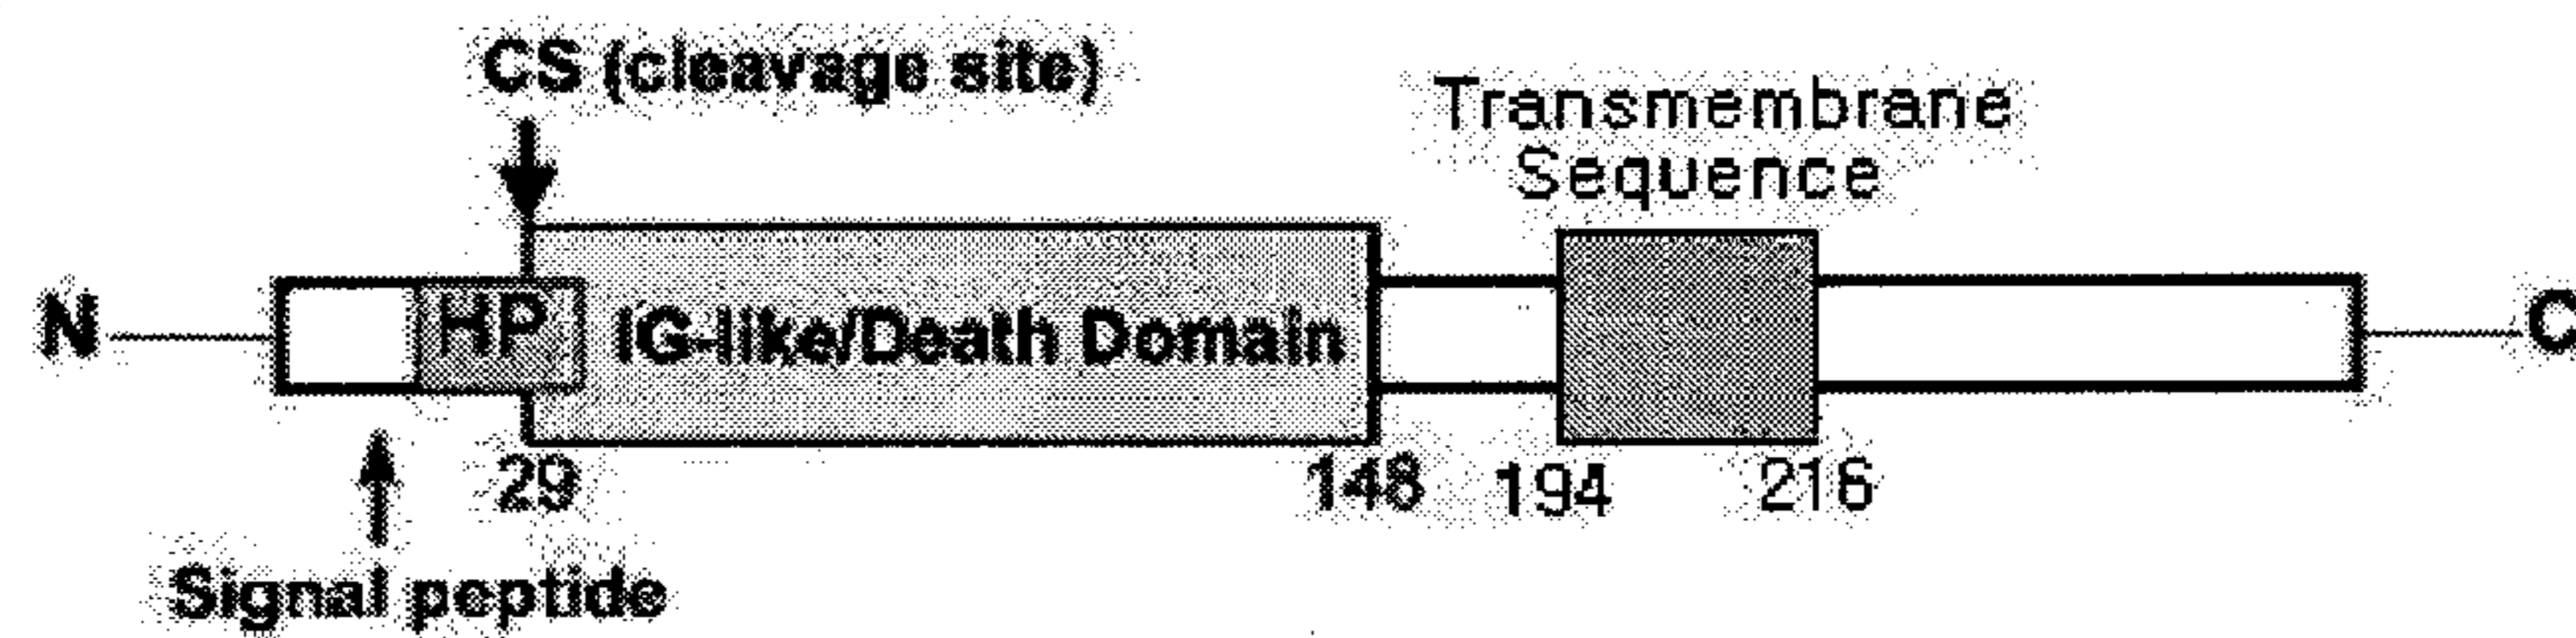 CS (cleavage site)
Transmembrane
Sequence
N
HP
IG-like/Death Domain
C
29
148
194
216
Signal peptide